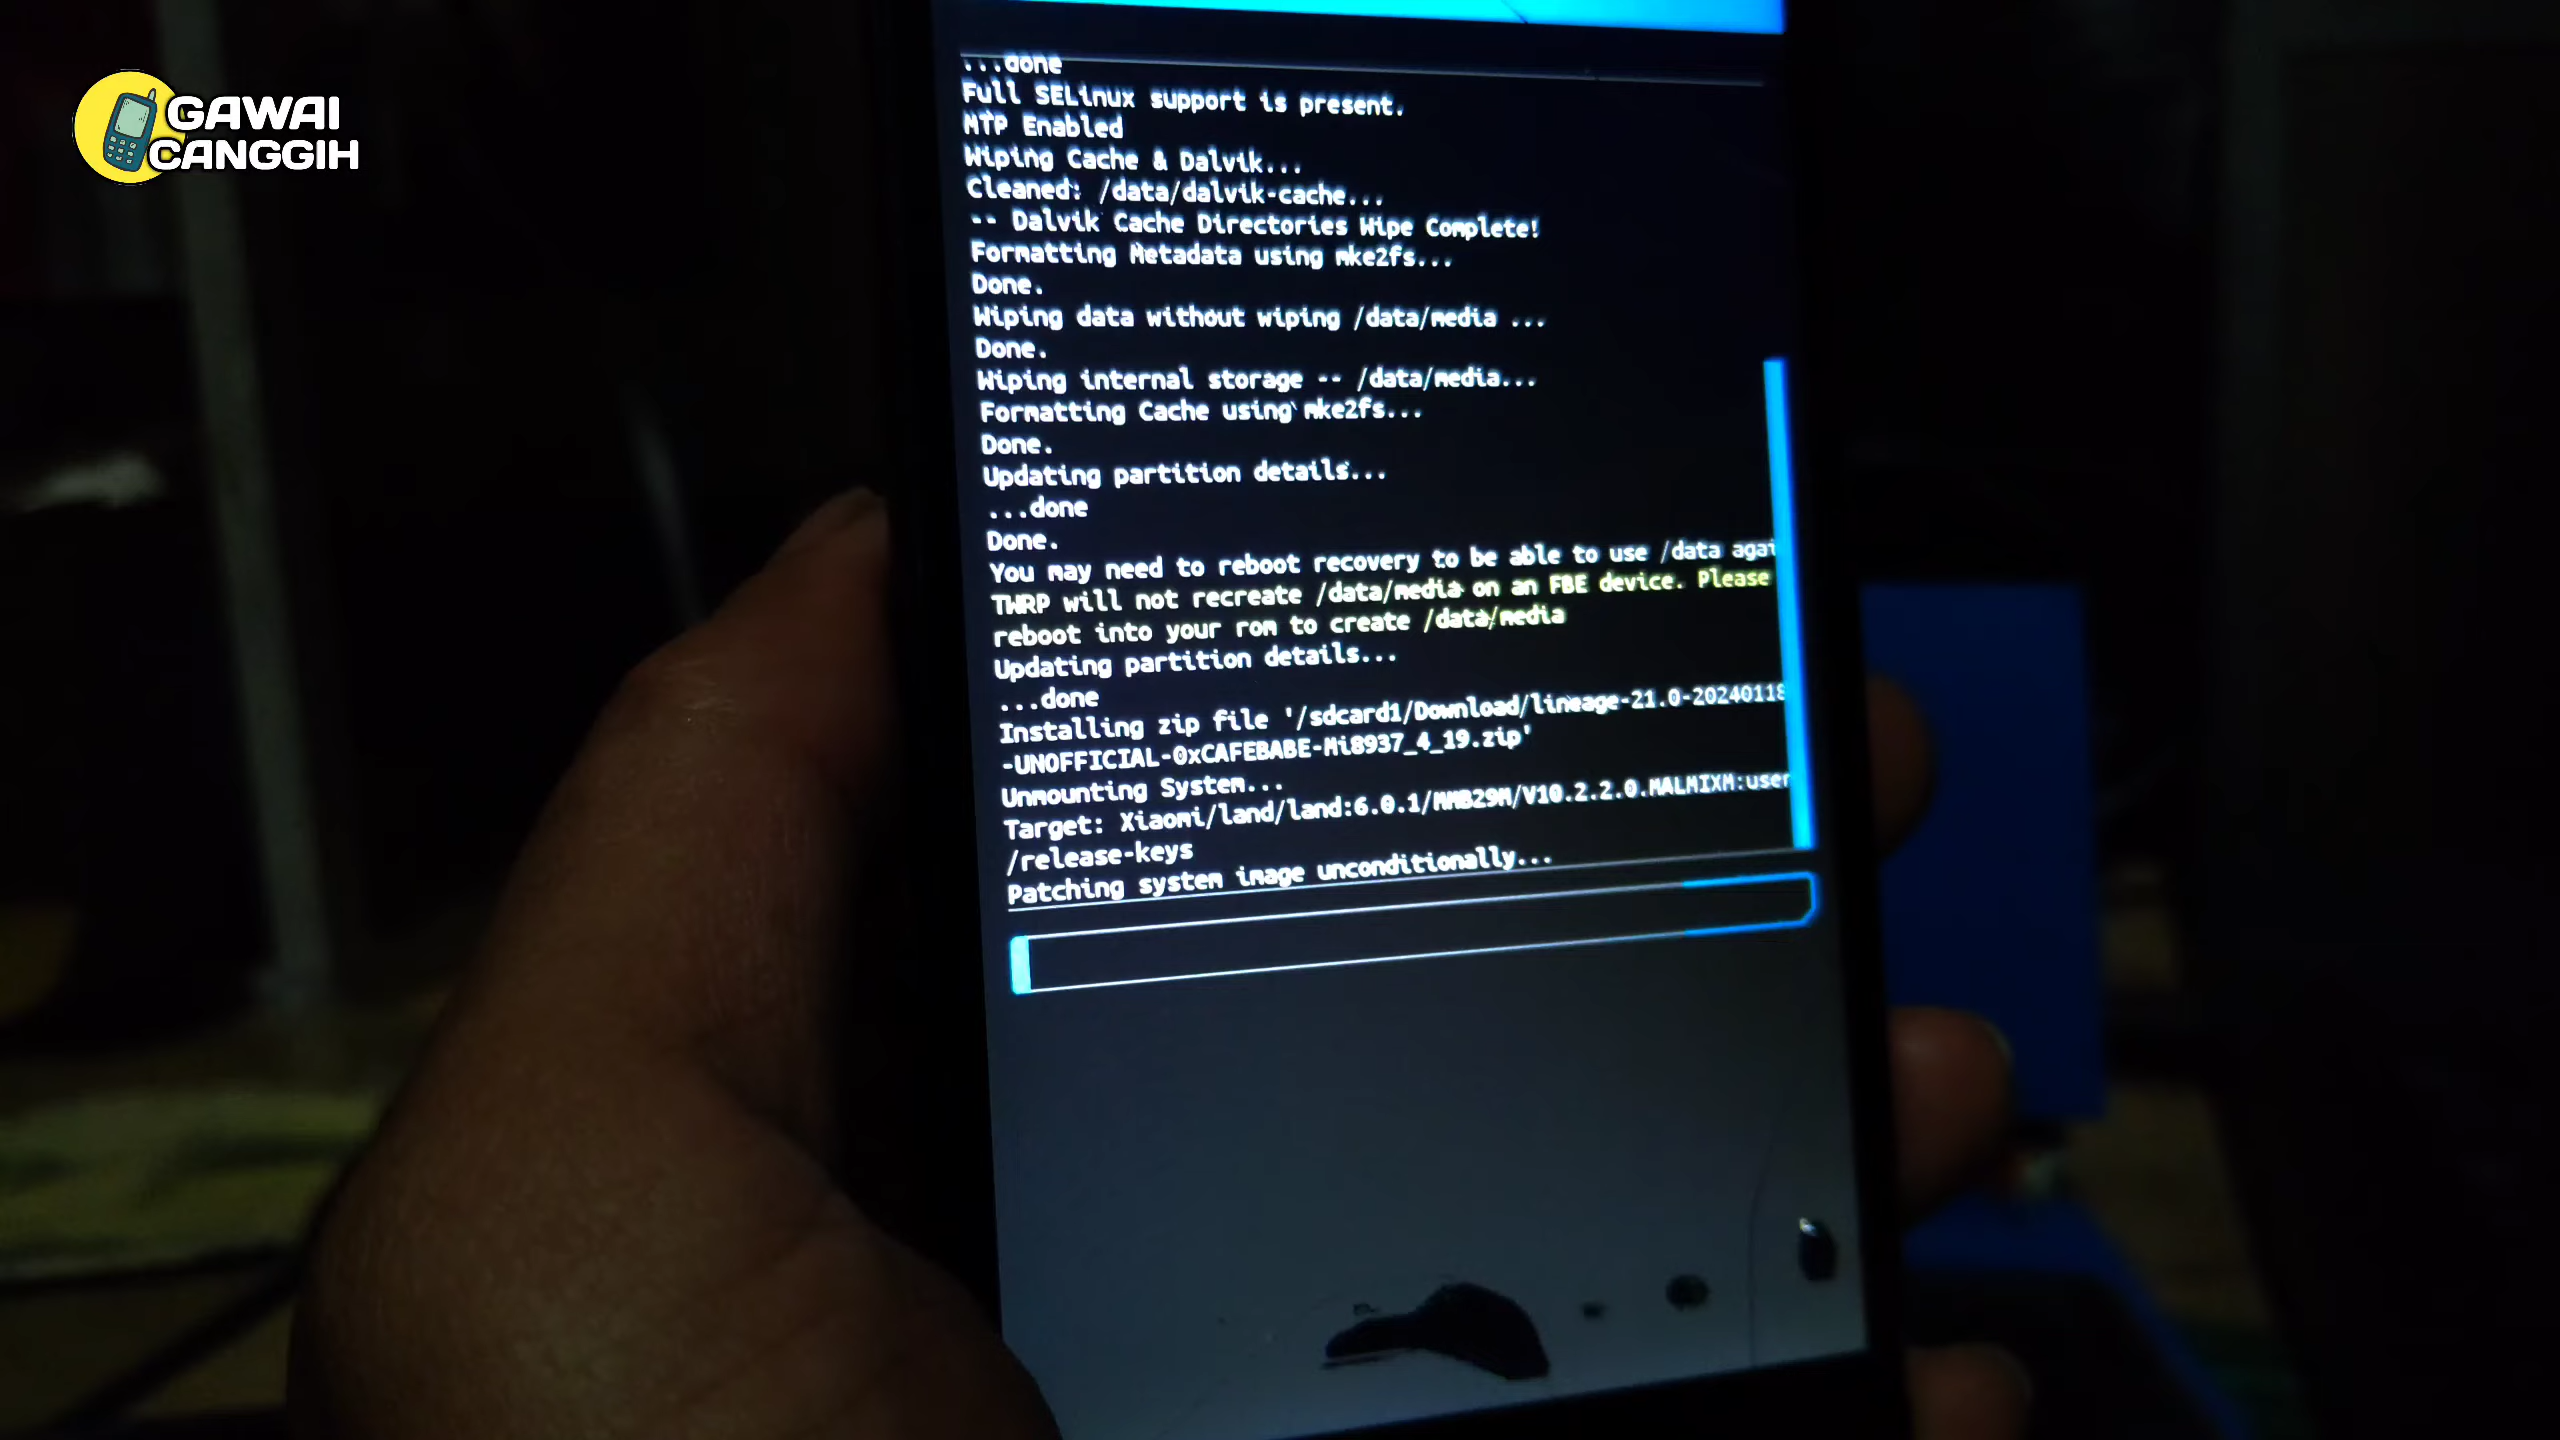 GAWAI
CANGGIH
...done
Full SELinux support is present.
MTP Enabled
Wiping Cache & Dalvik...
Cleaned: /data/dalvik-cache...
-- Dalvik Cache Directories Wipe Complete!
Formatting Metadata using mke2fs...
Done.
Wiping data without wiping /data/media ...
Done.
Wiping internal storage -- /data/media...
Formatting Cache using mke2fs...
Done.
Updating partition details...
...done
Done.
You may need to reboot recovery to be able to use /data agai
TWRP will not recreate /data/media on an FBE device. Please
reboot into your rom to create /data/media
Updating partition details...
...done
Installing zip file '/sdcard1/Download/lineage-21.0-20240118
-UNOFFICIAL-0xCAFEBABE-Mi8937_4_19.zip'
Unmounting System...
Target: Xiaomi/land/land:6.0.1/MMB29M/V10.2.2.0.MALMIXM:user
/release-keys
Patching system image unconditionally...